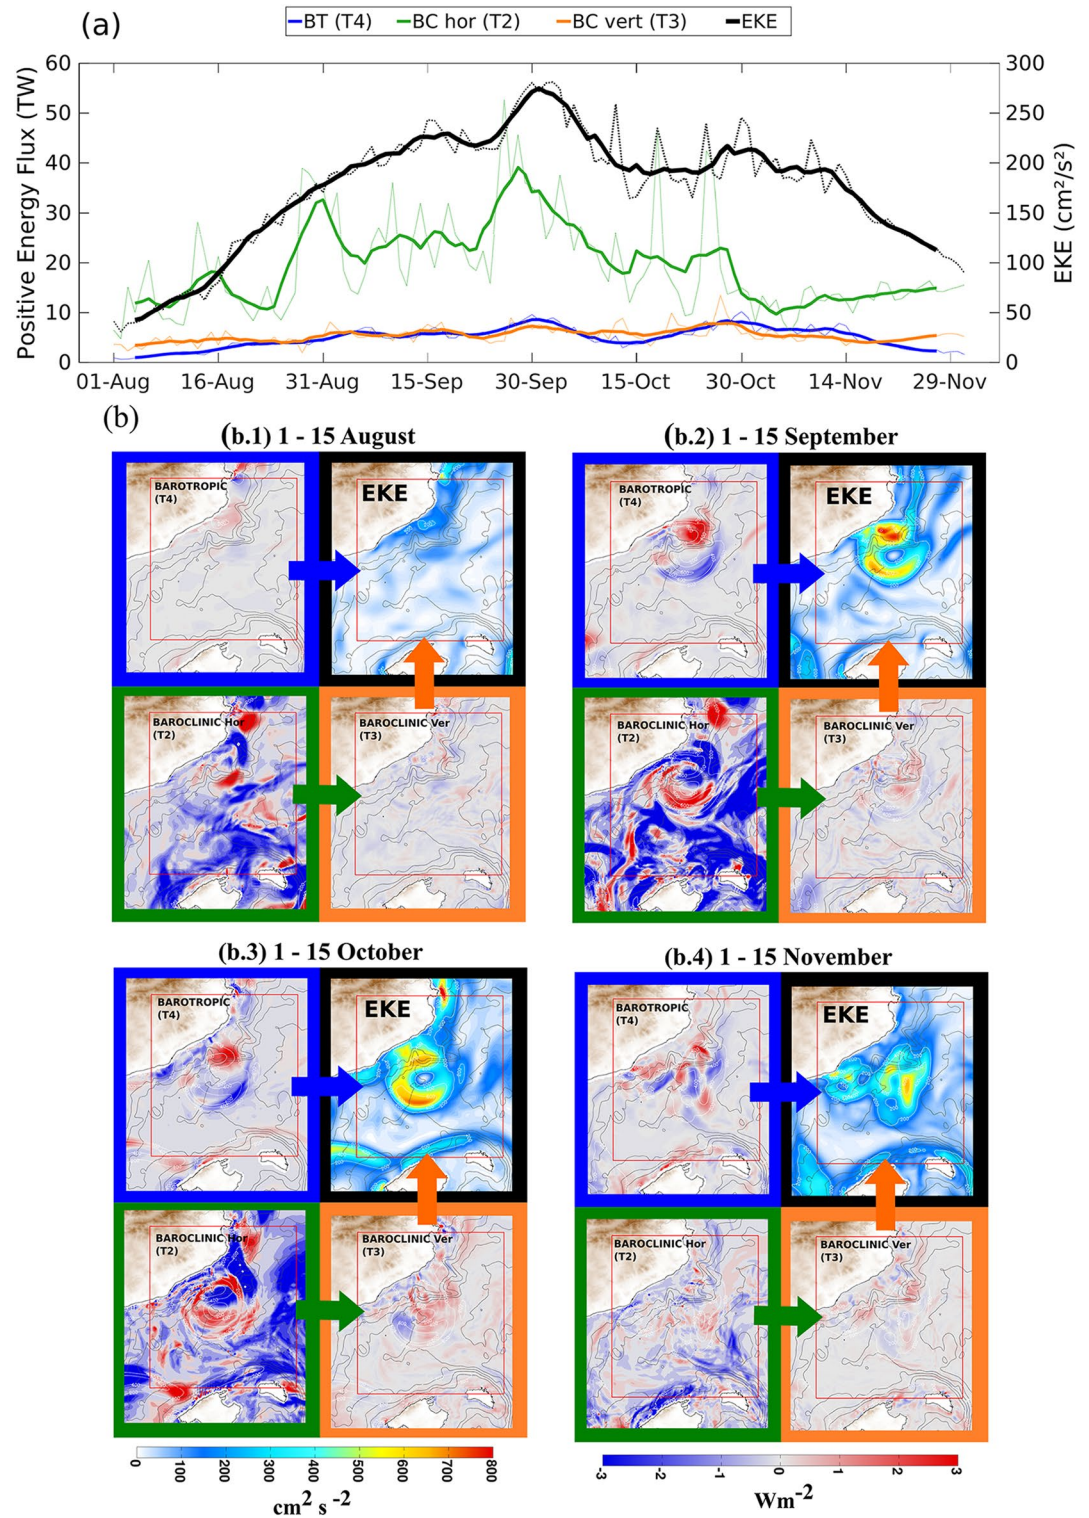 (a)
BT (T4) BC hor (T2) BC vert (T3) EKE
Positive Energy Flux (TW)
60
50
40
30
20
10
0
300
250
200
150
100
50
0
EKE (cm²/s²)
01-Aug 16-Aug 31-Aug 15-Sep 30-Sep 15-Oct 30-Oct 14-Nov 29-Nov
(b)
(b.1) 1 - 15 August
BAROTROPIC
(T4)
EKE
BAROCLINIC Hor
(T2)
BAROCLINIC Ver
(T3)
(b.2) 1 - 15 September
BAROTROPIC
(T4)
EKE
BAROCLINIC Hor
(T2)
BAROCLINIC Ver
(T3)
(b.3) 1 - 15 October
BAROTROPIC
(T4)
EKE
BAROCLINIC Hor
(T2)
BAROCLINIC Ver
(T3)
(b.4) 1 - 15 November
BAROTROPIC
(T4)
EKE
BAROCLINIC Hor
(T2)
BAROCLINIC Ver
(T3)
0 100 200 300 400 500 600 700 800
cm² s⁻²
-3 -2 -1 0 1 2 3
Wm⁻²